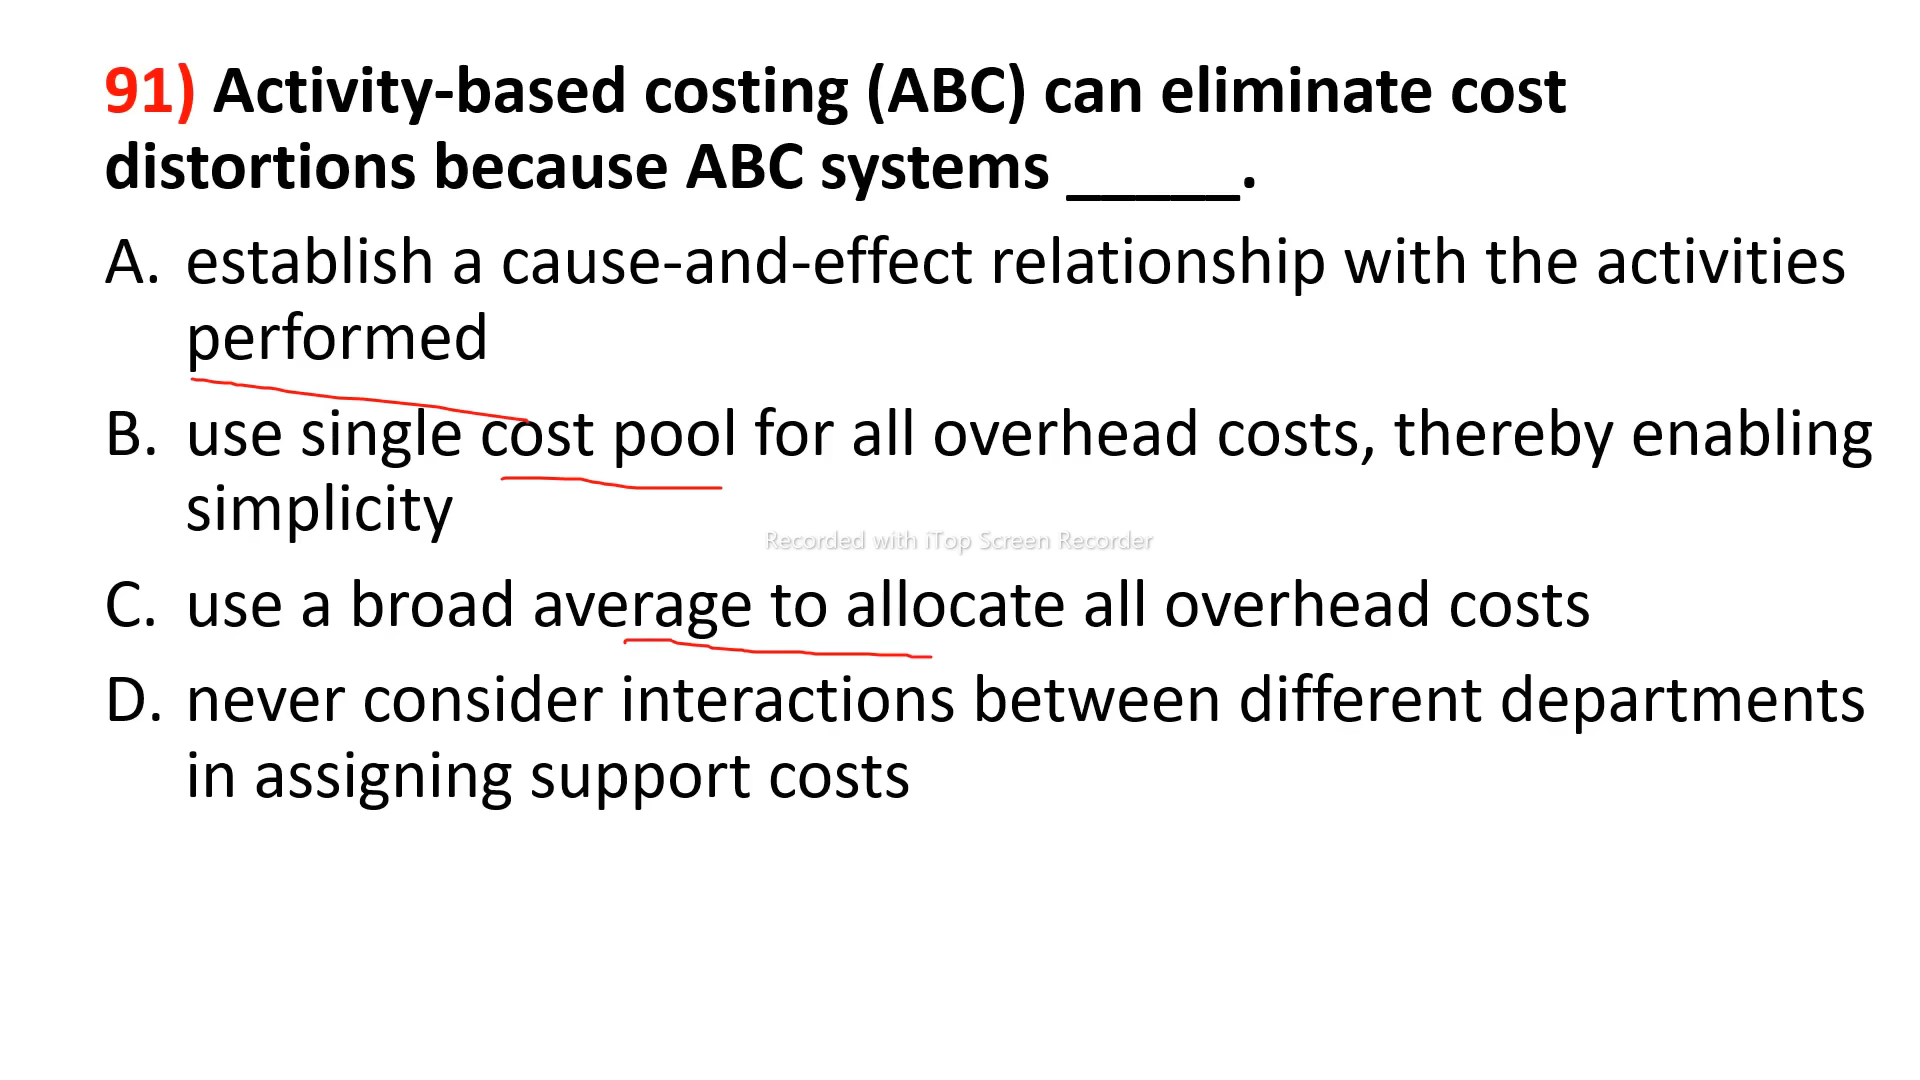 91) Activity-based costing (ABC) can eliminate cost
distortions because ABC systems _____.
A. establish a cause-and-effect relationship with the activities
performed
B. use single cost pool for all overhead costs, thereby enabling
simplicity
Recorded with iTop Screen Recorder
C. use a broad average to allocate all overhead costs
D. never consider interactions between different departments
in assigning support costs